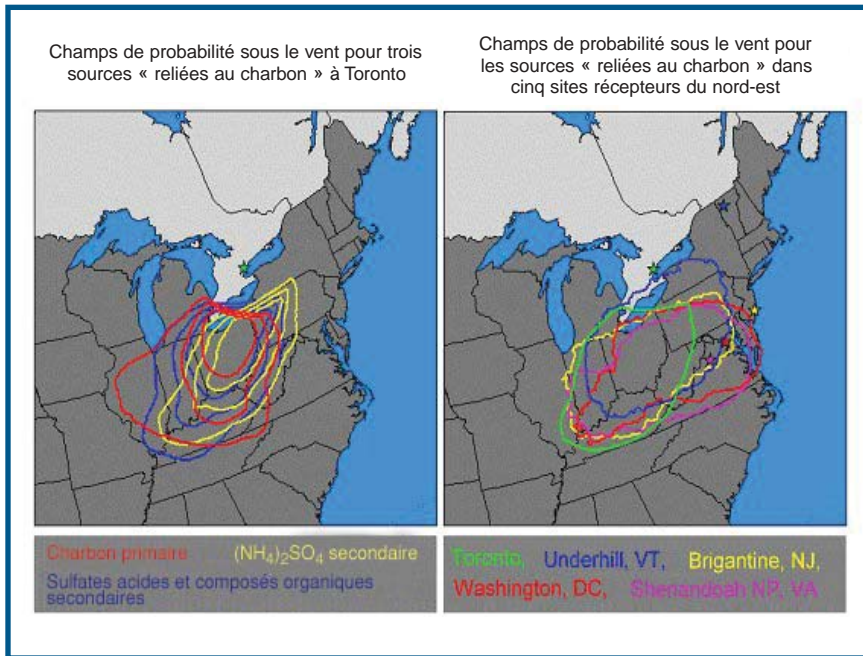 Champs de probabilité sous le vent pour trois
sources « reliées au charbon » à Toronto
Champs de probabilité sous le vent pour
les sources « reliées au charbon » dans
cinq sites récepteurs du nord-est
Charbon primaire (NH4)2SO4 secondaire
Sulfates acides et composés organiques
secondaires
Toronto, Underhill, VT, Brigantine, NJ,
Washington, DC, Shenandoah NP, VA